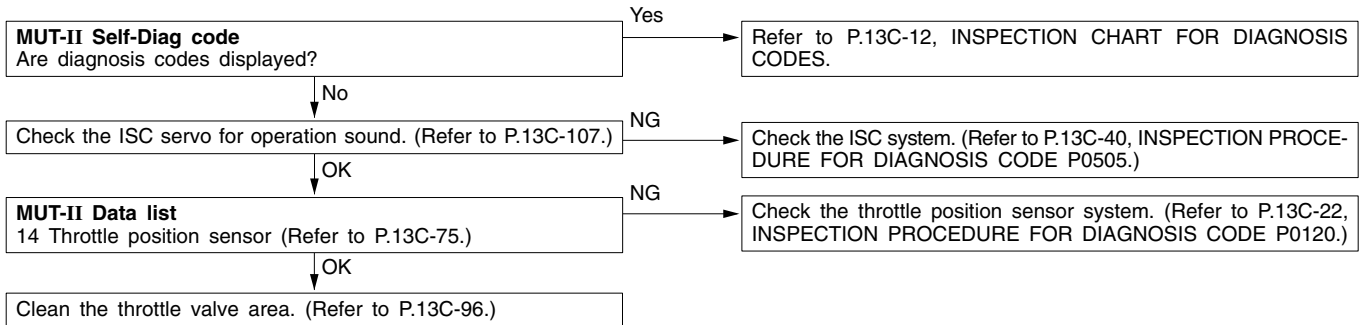 MUT-II Self-Diag code
Are diagnosis codes displayed?
Yes
Refer to P.13C-12, INSPECTION CHART FOR DIAGNOSIS
CODES.
No
Check the ISC servo for operation sound. (Refer to P.13C-107.)
NG
Check the ISC system. (Refer to P.13C-40, INSPECTION PROCE-
DURE FOR DIAGNOSIS CODE P0505.)
OK
MUT-II Data list
14 Throttle position sensor (Refer to P.13C-75.)
NG
Check the throttle position sensor system. (Refer to P.13C-22,
INSPECTION PROCEDURE FOR DIAGNOSIS CODE P0120.)
OK
Clean the throttle valve area. (Refer to P.13C-96.)